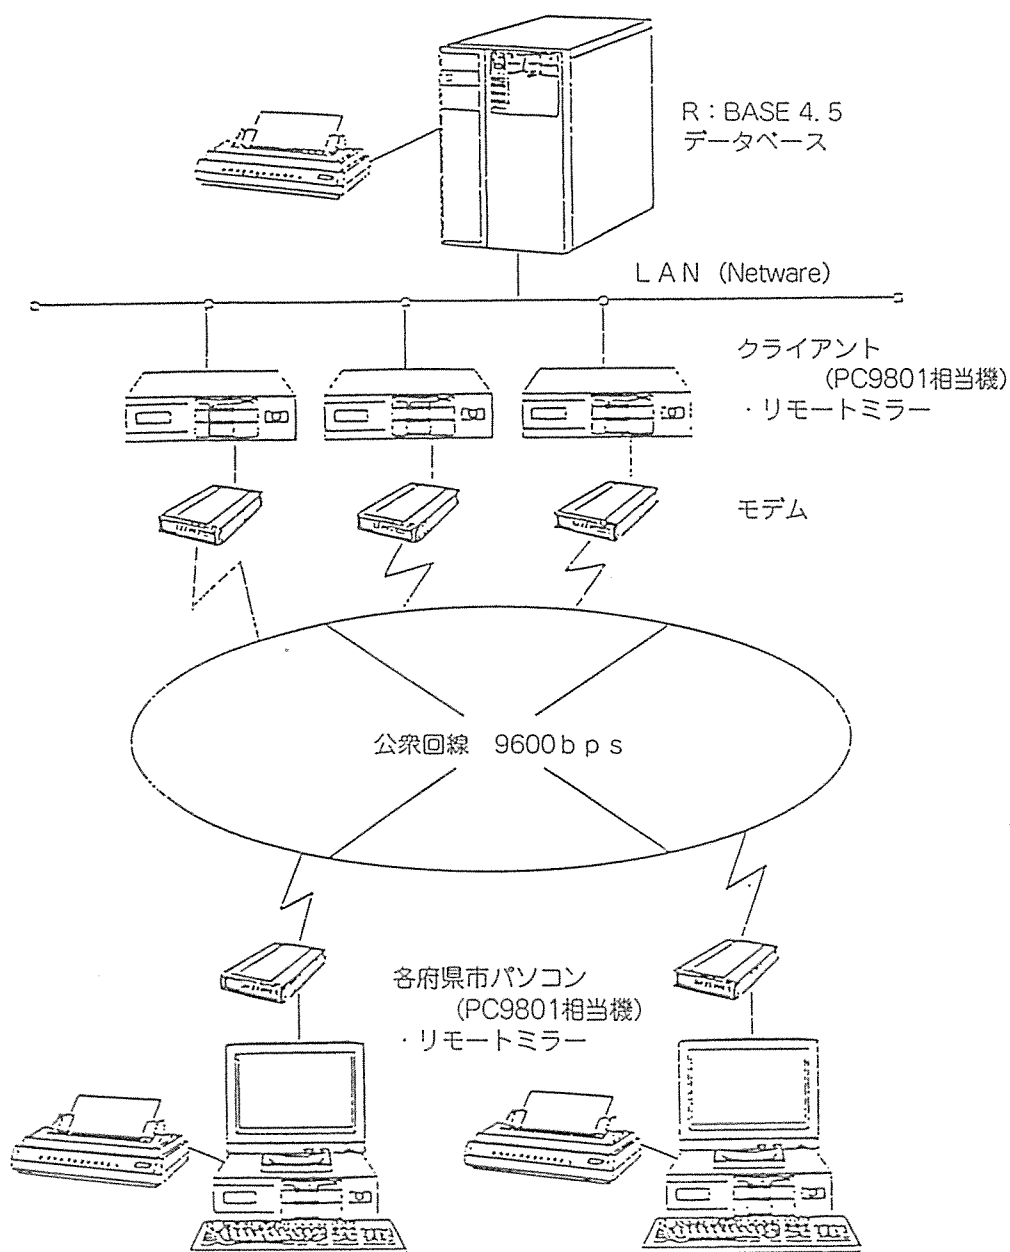 R：BASE 4.5
データベース
ＬＡＮ（Netware）
クライアント
（PC9801相当機）
・リモートミラー
モデム
公衆回線　9600ｂｐｓ
各府県市パソコン
（PC9801相当機）
・リモートミラー